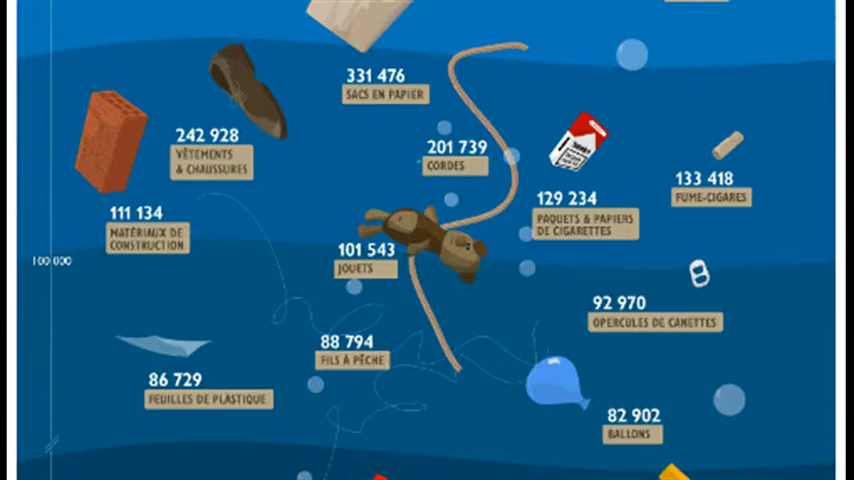 331 476
SACS EN PAPIER
242 928
VÊTEMENTS
& CHAUSSURES
201 739
CORDES
133 418
FUME-CIGARES
129 234
PAQUETS & PAPIERS
DE CIGARETTES
111 134
MATÉRIAUX DE
CONSTRUCTION
101 543
JOUETS
100 000
92 970
OPERCULES DE CANETTES
88 794
FILS À PÊCHE
86 729
FEUILLES DE PLASTIQUE
82 902
BALLONS